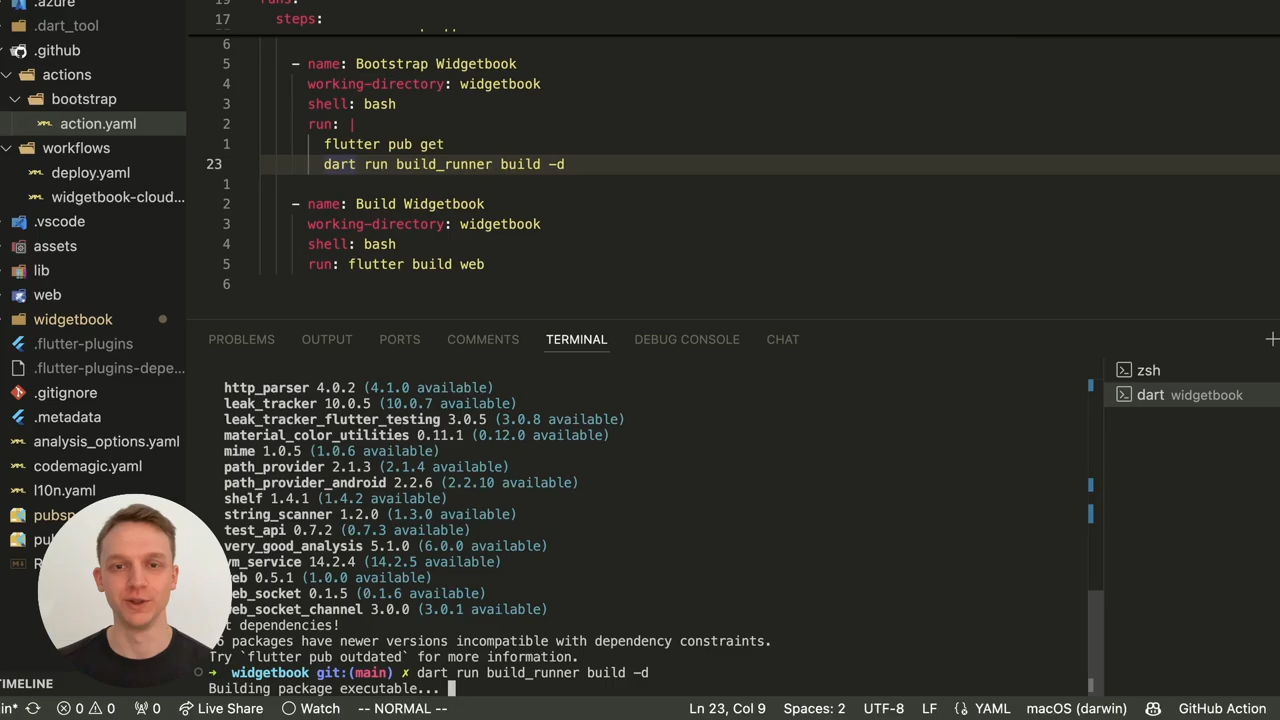 .azure
.dart_tool
.github
actions
bootstrap
action.yaml
workflows
deploy.yaml
widgetbook-cloud...
.vscode
assets
lib
web
widgetbook
.flutter-plugins
.flutter-plugins-depe...
.gitignore
.metadata
analysis_options.yaml
codemagic.yaml
l10n.yaml
TIMELINE
17 steps:
6
5 - name: Bootstrap Widgetbook
4 working-directory: widgetbook
3 shell: bash
2 run: |
1 flutter pub get
23 dart run build_runner build -d
1
2 - name: Build Widgetbook
3 working-directory: widgetbook
4 shell: bash
5 run: flutter build web
6
PROBLEMS OUTPUT PORTS COMMENTS TERMINAL DEBUG CONSOLE CHAT
http_parser 4.0.2 (4.1.0 available)
leak_tracker 10.0.5 (10.0.7 available)
leak_tracker_flutter_testing 3.0.5 (3.0.8 available)
material_color_utilities 0.11.1 (0.12.0 available)
mime 1.0.5 (1.0.6 available)
path_provider 2.1.3 (2.1.4 available)
path_provider_android 2.2.6 (2.2.10 available)
shelf 1.4.1 (1.4.2 available)
string_scanner 1.2.0 (1.3.0 available)
test_api 0.7.2 (0.7.3 available)
very_good_analysis 5.1.0 (6.0.0 available)
vm_service 14.2.4 (14.2.5 available)
web 0.5.1 (1.0.0 available)
web_socket 0.1.5 (0.1.6 available)
web_socket_channel 3.0.0 (3.0.1 available)
dependencies!
packages have newer versions incompatible with dependency constraints.
Try `flutter pub outdated` for more information.
➜ widgetbook git:(main) ✗ dart run build_runner build -d
Building package executable...
zsh
dart widgetbook
0 0 0 Live Share Watch -- NORMAL -- Ln 23, Col 9 Spaces: 2 UTF-8 LF YAML macOS (darwin) GitHub Action